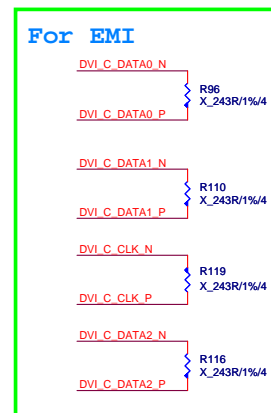 For EMI
DVI_C_DATA0_N
R96
X_243R/1%/4
DVI_C_DATA0_P
DVI_C_DATA1_N
R110
X_243R/1%/4
DVI_C_DATA1_P
DVI_C_CLK_N
R119
X_243R/1%/4
DVI_C_CLK_P
DVI_C_DATA2_N
R116
X_243R/1%/4
DVI_C_DATA2_P